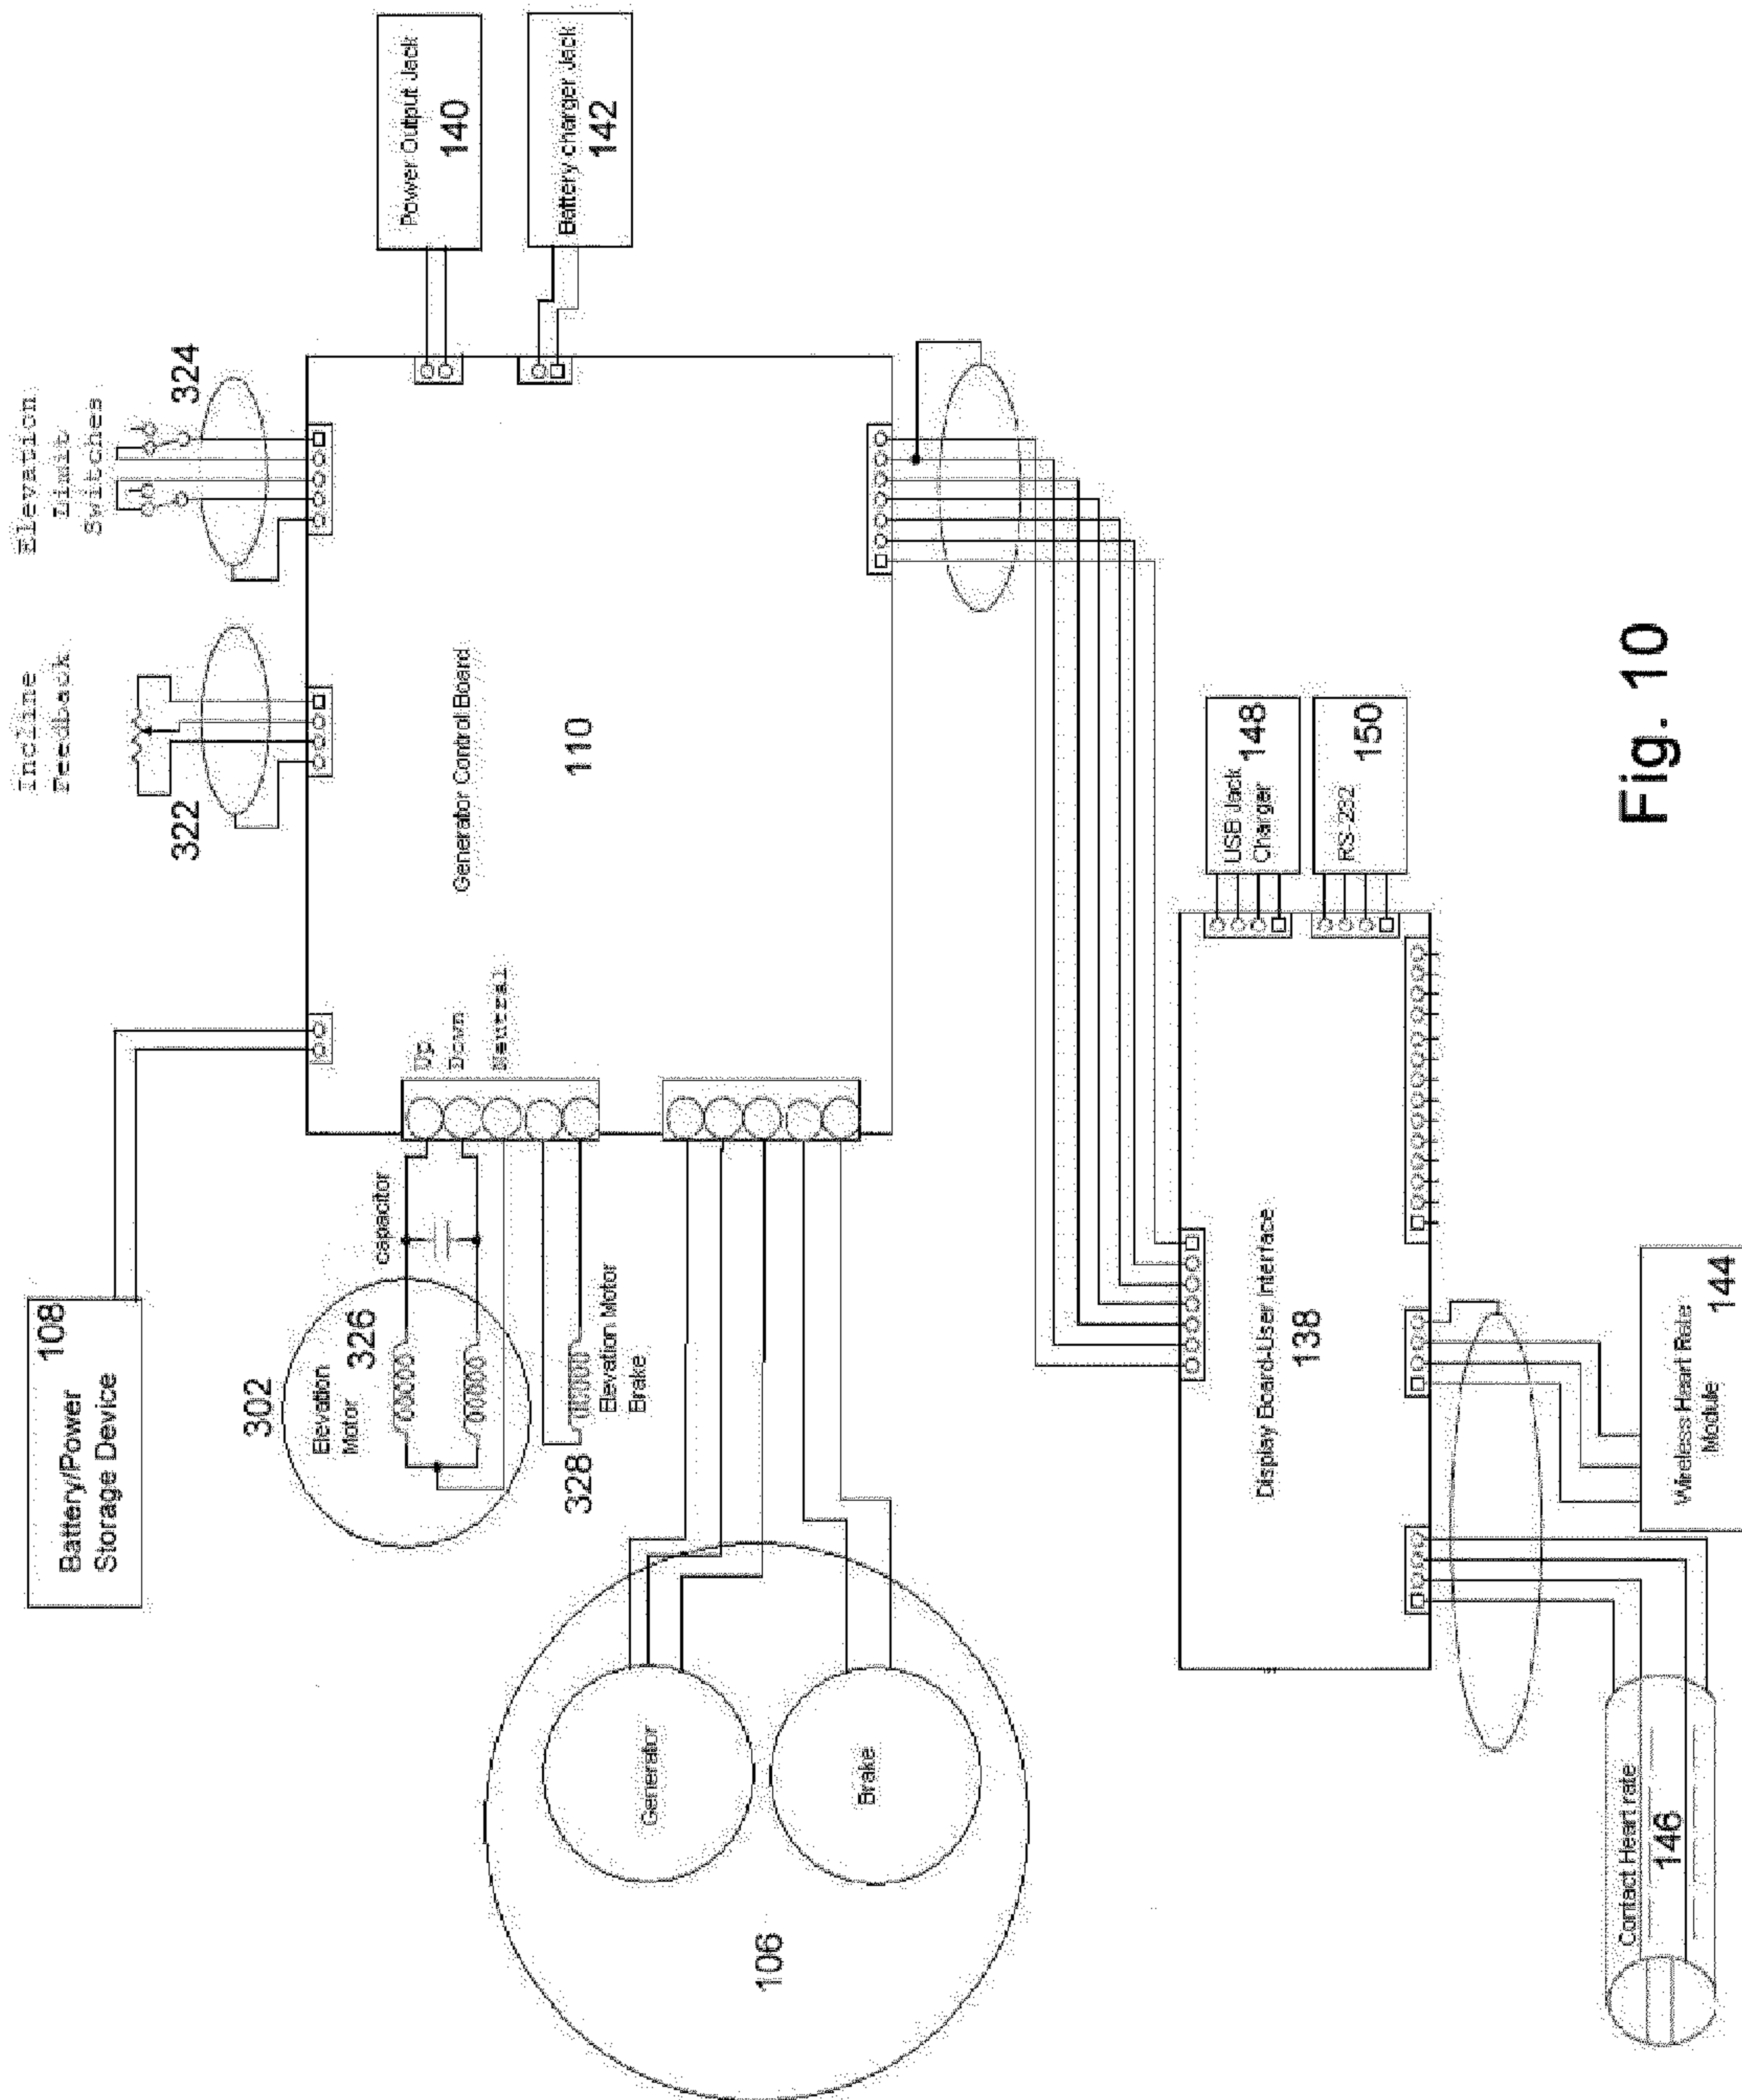 108
Battery/Power
Storage Device
Incline
Feedback
322
Elevation
Limit
Switches
324
Power Output Jack
140
Battery charger Jack
142
302
Elevation
Motor
326
capacitor
Up
Down
Neutral
328
Elevation Motor
Brake
Generator Control Board
110
Generator
Brake
106
Display Board-User Interface
138
USB Jack
Charger
148
RS-232
150
Contact Heart rate
146
Wireless Heart Rate
Module
144
Fig. 10